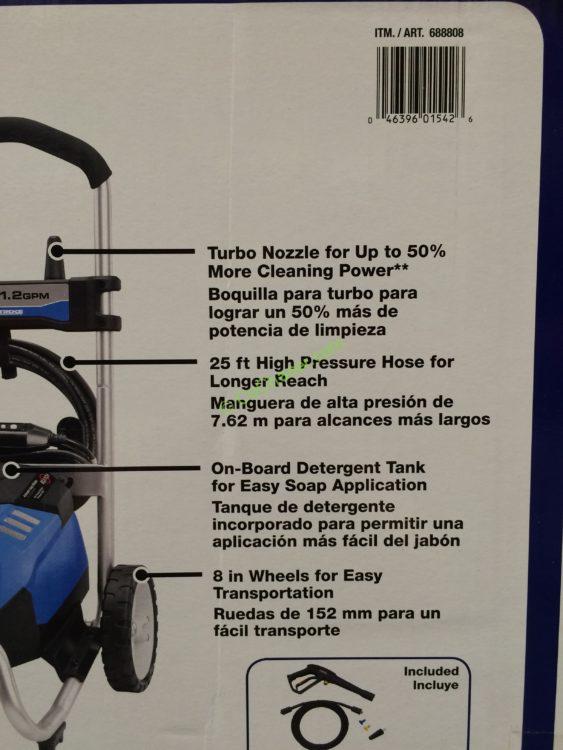 ITM. / ART. 688808
0 46396 01542 6
Turbo Nozzle for Up to 50%
More Cleaning Power**
1.2GPM
Boquilla para turbo para
lograr un 50% más de
potencia de limpieza
25 ft High Pressure Hose for
Longer Reach
Manguera de alta presión de
7.62 m para alcances más largos
On-Board Detergent Tank
for Easy Soap Application
Tanque de detergente
incorporado para permitir una
aplicación más fácil del jabón
8 in Wheels for Easy
Transportation
Ruedas de 152 mm para un
fácil transporte
Included
Incluye